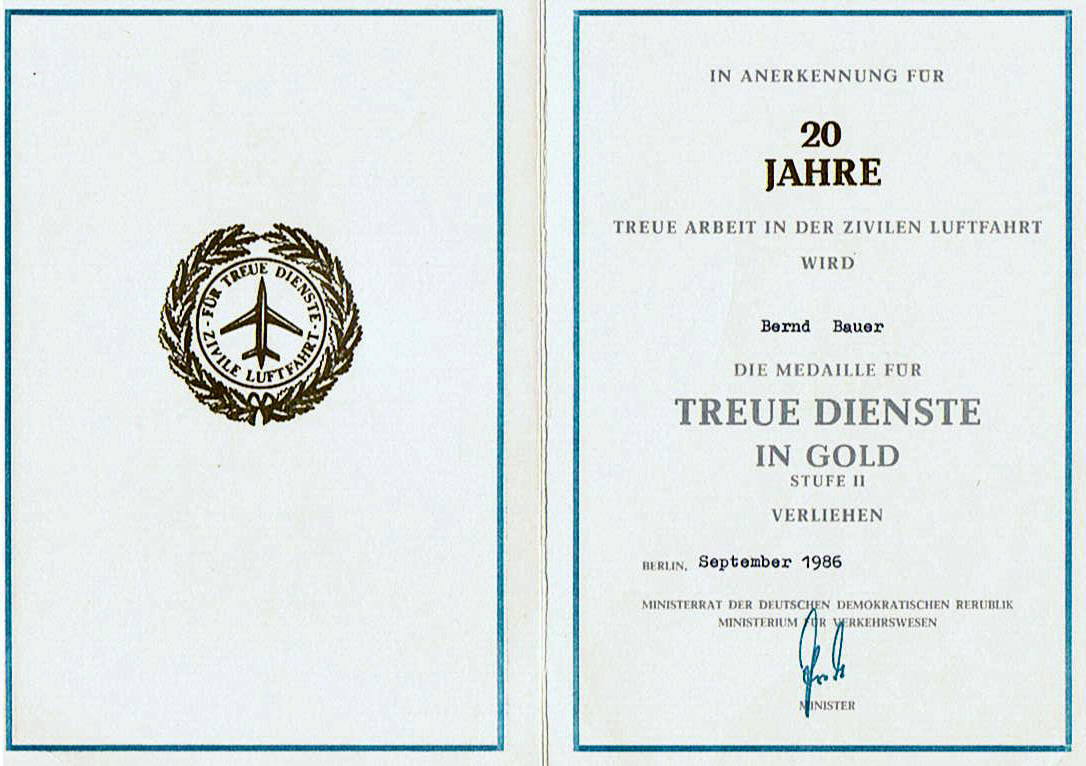 FÜR TREUE DIENSTE
ZIVILE LUFTFAHRT
IN ANERKENNUNG FÜR
20
JAHRE
TREUE ARBEIT IN DER ZIVILEN LUFTFAHRT
WIRD
Bernd Bauer
DIE MEDAILLE FÜR
TREUE DIENSTE
IN GOLD
STUFE II
VERLIEHEN
BERLIN, September 1986
MINISTERRAT DER DEUTSCHEN DEMOKRATISCHEN RERUBLIK
MINISTERIUM FÜR VERKEHRSWESEN
MINISTER